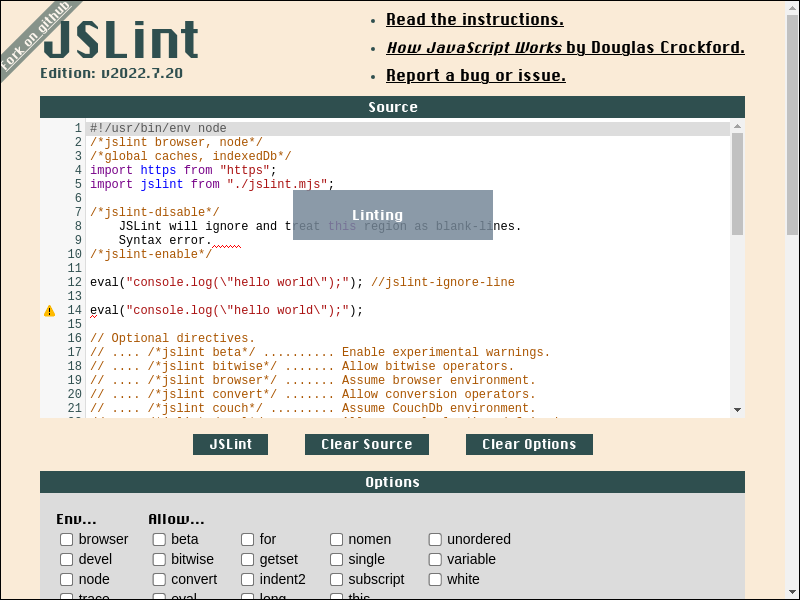 Fork on github
JSLint
Edition: v2022.7.20
Read the instructions.
How JavaScript Works by Douglas Crockford.
Report a bug or issue.
Source
1 #!/usr/bin/env node
2 /*jslint browser, node*/
3 /*global caches, indexedDb*/
4 import https from "https";
5 import jslint from "./jslint.mjs";
6
7 /*jslint-disable*/
Linting
8 JSLint will ignore and treat this region as blank-lines.
9 Syntax error.
10 /*jslint-enable*/
11
12 eval("console.log(\"hello world\");"); //jslint-ignore-line
13
14 eval("console.log(\"hello world\");");
15
16 // Optional directives.
17 // .... /*jslint beta*/ .......... Enable experimental warnings.
18 // .... /*jslint bitwise*/ ....... Allow bitwise operators.
19 // .... /*jslint browser*/ ....... Assume browser environment.
20 // .... /*jslint convert*/ ....... Allow conversion operators.
21 // .... /*jslint couch*/ ......... Assume CouchDb environment.
JSLint Clear Source Clear Options
Options
Env... Allow...
browser beta for nomen unordered
devel bitwise getset single variable
node convert indent2 subscript white
trace eval long this